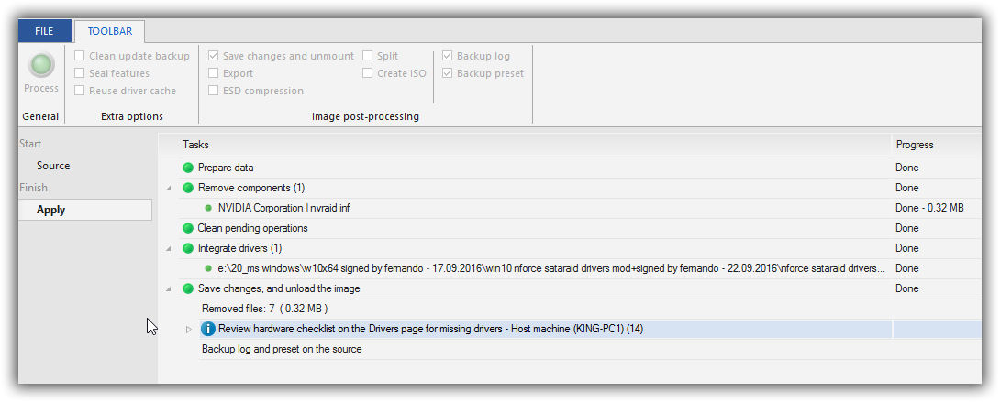 FILE TOOLBAR
Clean update backup Save changes and unmount Split Backup log
Seal features Export Create ISO Backup preset
Process Reuse driver cache ESD compression
General Extra options Image post-processing
Start Tasks Progress
Source Prepare data Done
Finish Remove components (1) Done
Apply NVIDIA Corporation | nvraid.inf Done - 0.32 MB
Clean pending operations Done
Integrate drivers (1) Done
e:\20_ms windows\w10x64 signed by fernando - 17.09.2016\win10 nforce sataraid drivers mod+signed by fernando - 22.09.2016\nforce sataraid drivers... Done
Save changes, and unload the image Done
Removed files: 7 ( 0.32 MB )
Review hardware checklist on the Drivers page for missing drivers - Host machine (KING-PC1) (14)
Backup log and preset on the source